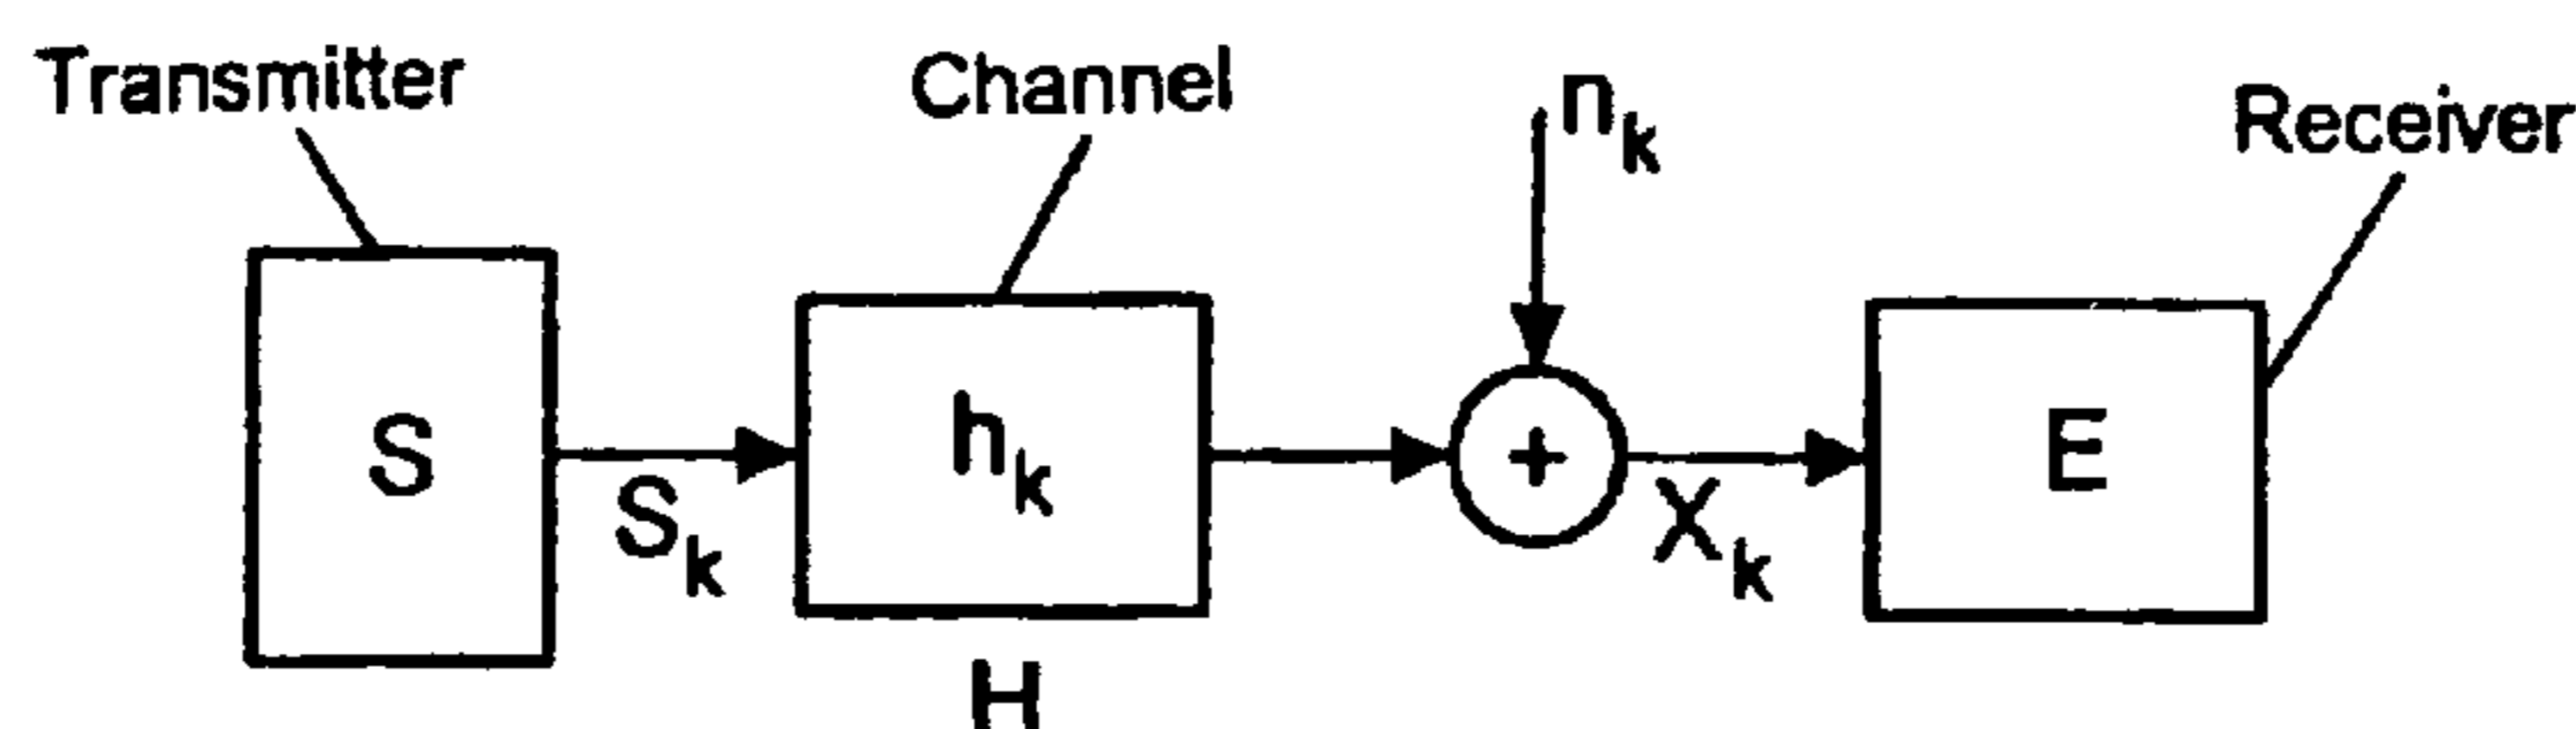 Transmitter
Channel
n_k
Receiver
S
S_k
h_k
+
X_k
E
H